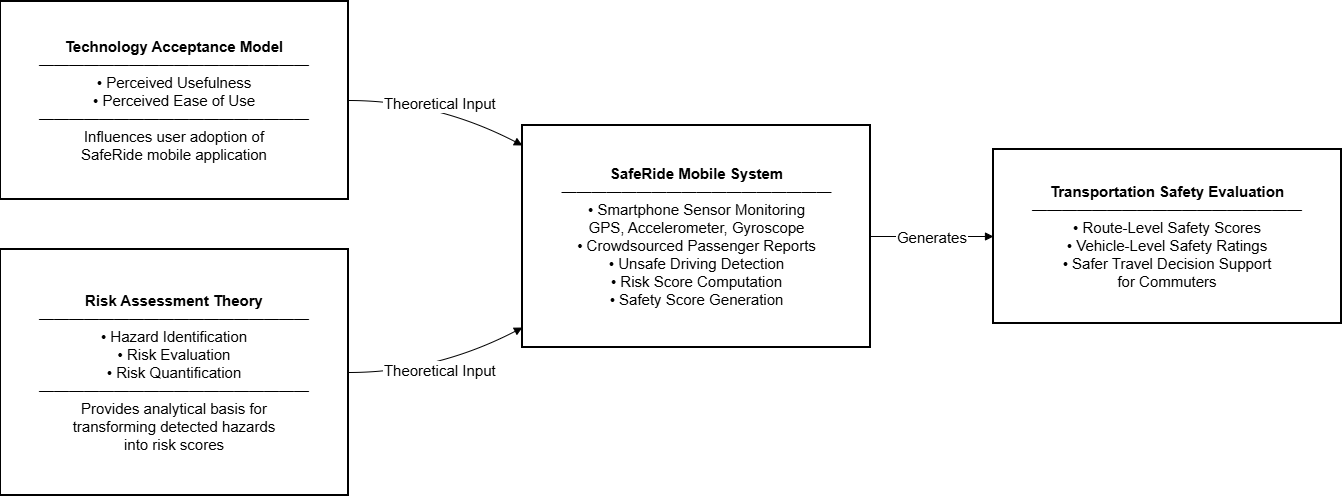 Technology Acceptance Model
• Perceived Usefulness
• Perceived Ease of Use
Influences user adoption of
SafeRide mobile application
Theoretical Input
Risk Assessment Theory
• Hazard Identification
• Risk Evaluation
• Risk Quantification
Provides analytical basis for
transforming detected hazards
into risk scores
Theoretical Input
SafeRide Mobile System
• Smartphone Sensor Monitoring
GPS, Accelerometer, Gyroscope
• Crowdsourced Passenger Reports
• Unsafe Driving Detection
• Risk Score Computation
• Safety Score Generation
Generates
Transportation Safety Evaluation
• Route-Level Safety Scores
• Vehicle-Level Safety Ratings
• Safer Travel Decision Support
for Commuters